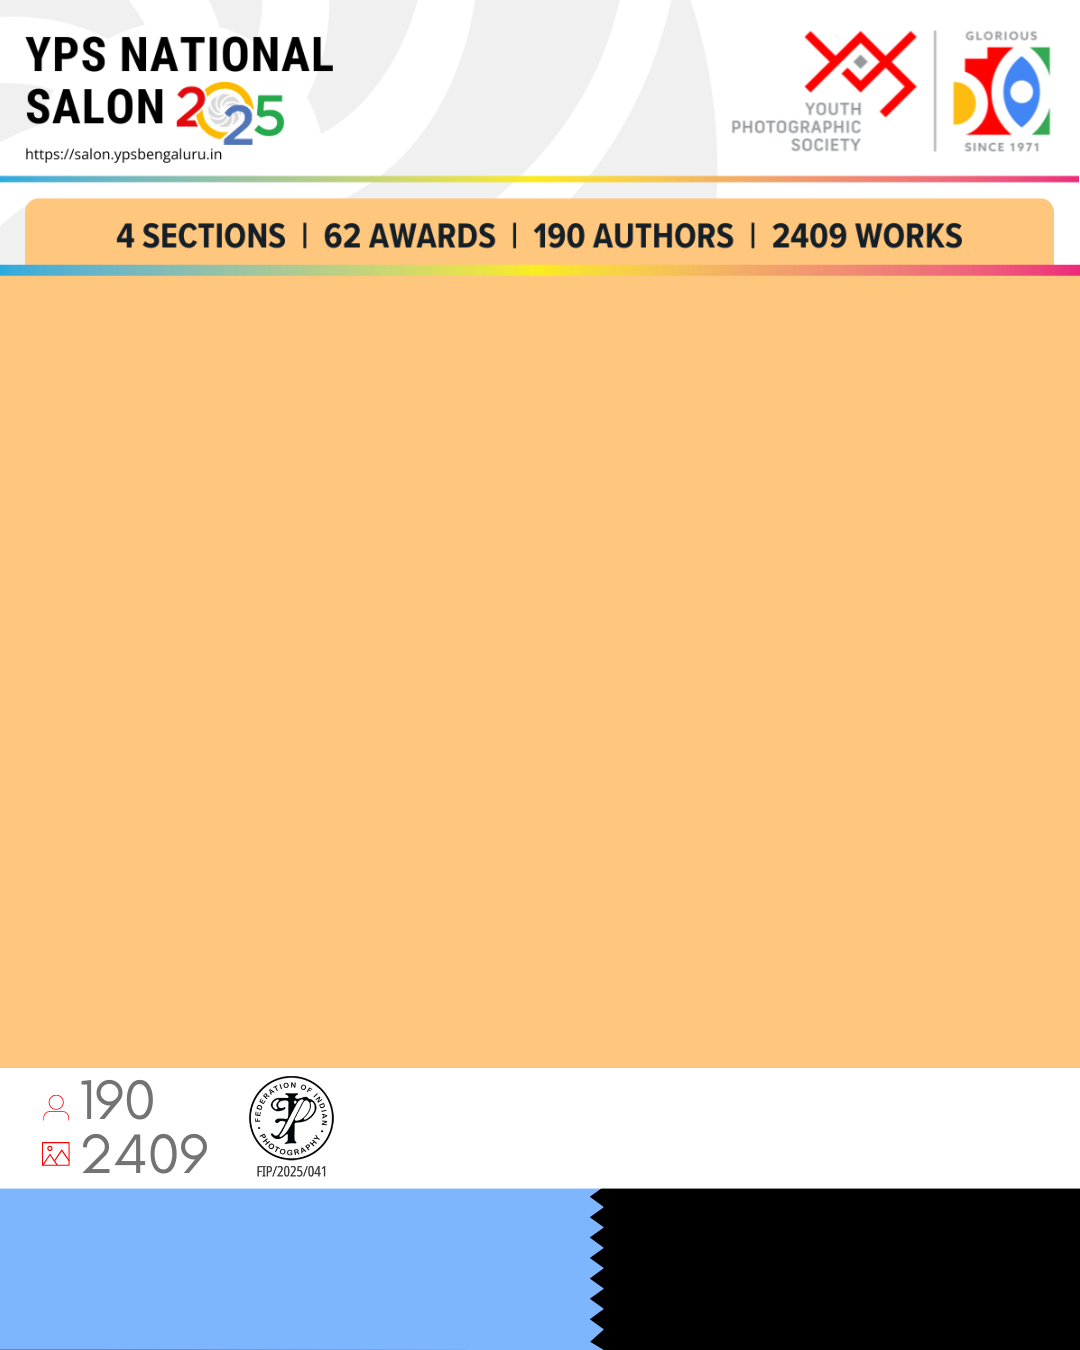 YPS NATIONAL
SALON 2025
https://salon.ypsbengaluru.in
YOUTH
PHOTOGRAPHIC
SOCIETY
GLORIOUS
50
SINCE 1971
4 SECTIONS | 62 AWARDS | 190 AUTHORS | 2409 WORKS
190
2409
FEDERATION OF INDIAN
PHOTOGRAPHY
FIP/2025/041